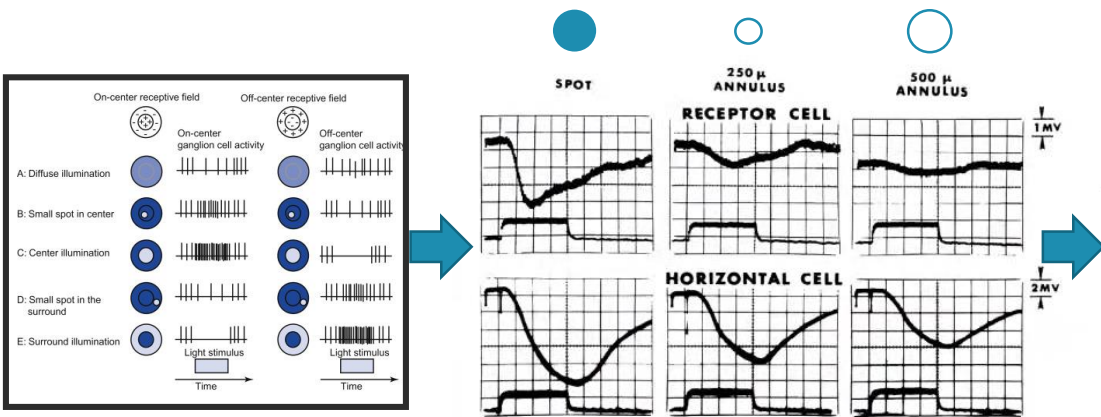 On-center receptive field
Off-center receptive field
On-center
ganglion cell activity
Off-center
ganglion cell activity
A: Diffuse illumination
B: Small spot in center
C: Center illumination
D: Small spot in the
surround
E: Surround illumination
Light stimulus
Time
Light stimulus
Time
SPOT
250 μ
ANNULUS
500 μ
ANNULUS
RECEPTOR CELL
1 MV
HORIZONTAL CELL
2MV